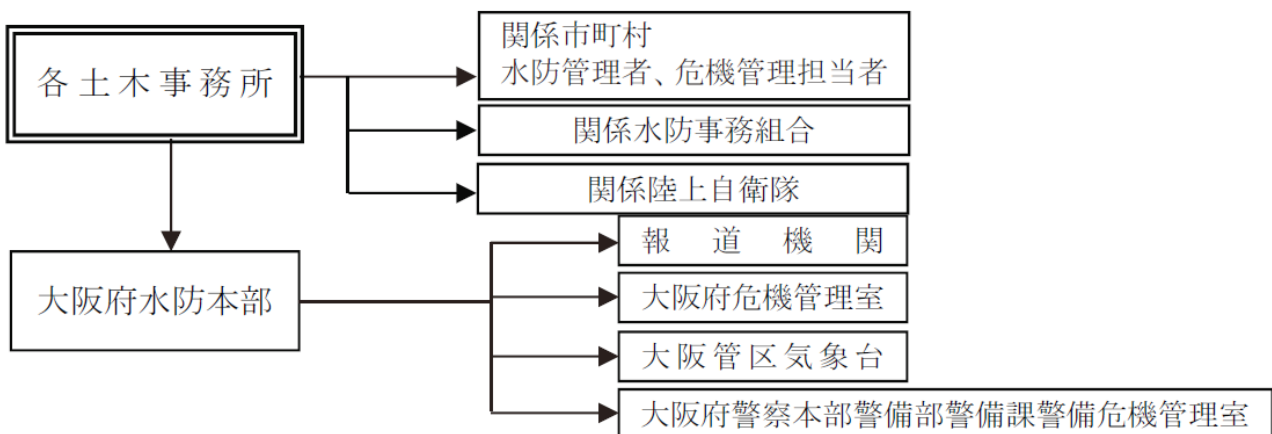 各土木事務所
関係市町村
水防管理者、危機管理担当者
関係水防事務組合
関係陸上自衛隊
大阪府水防本部
報道機関
大阪府危機管理室
大阪管区気象台
大阪府警察本部警備部警備課警備危機管理室